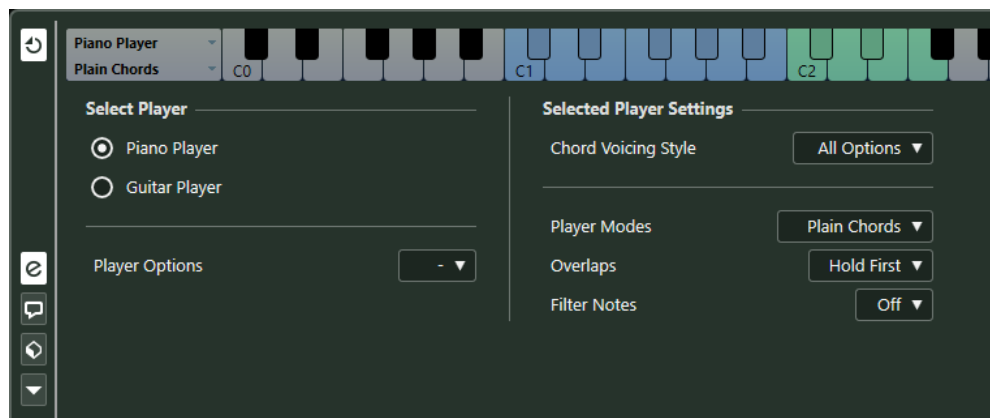 Piano Player
Plain Chords
C0
C1
C2
Select Player
Piano Player
Guitar Player
Player Options
-
Selected Player Settings
Chord Voicing Style
All Options
Player Modes
Plain Chords
Overlaps
Hold First
Filter Notes
Off